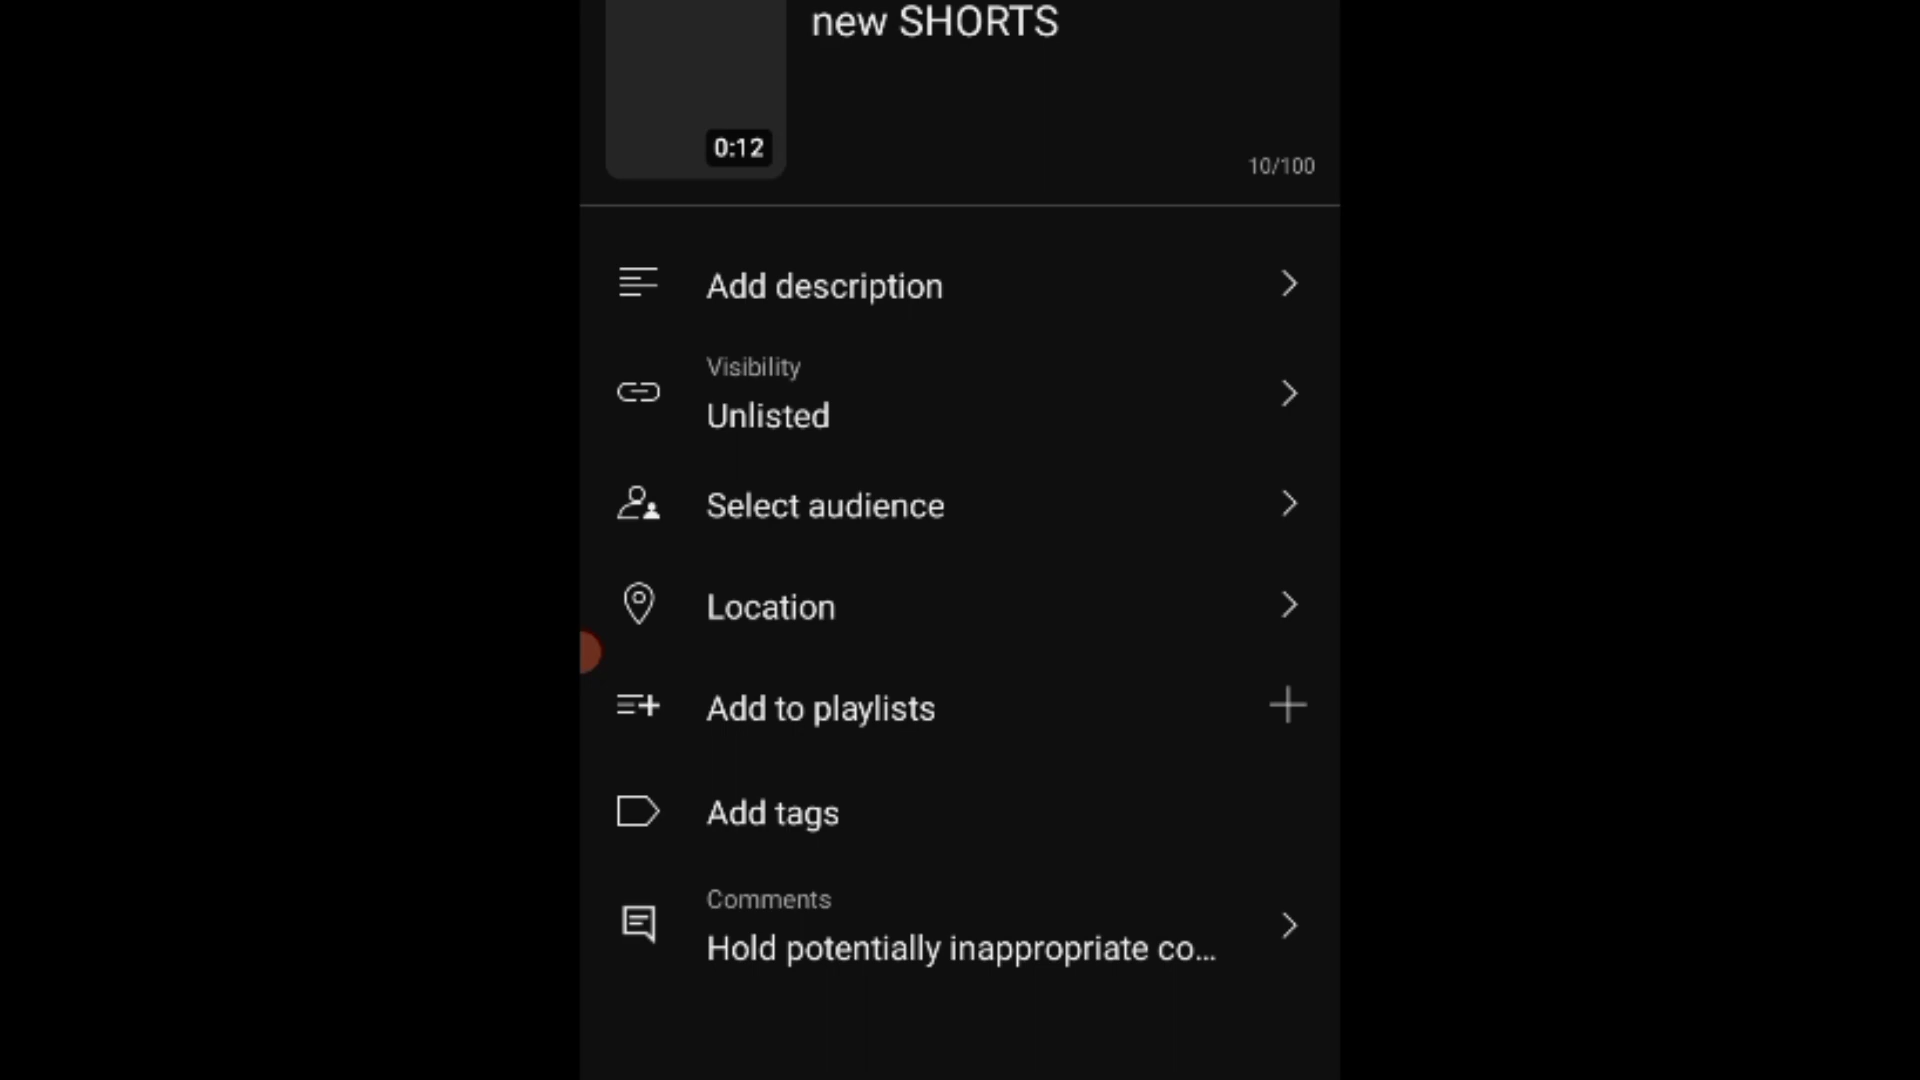 new SHORTS
0:12
10/100
Add description
Visibility
Unlisted
Select audience
Location
Add to playlists
Add tags
Comments
Hold potentially inappropriate co...